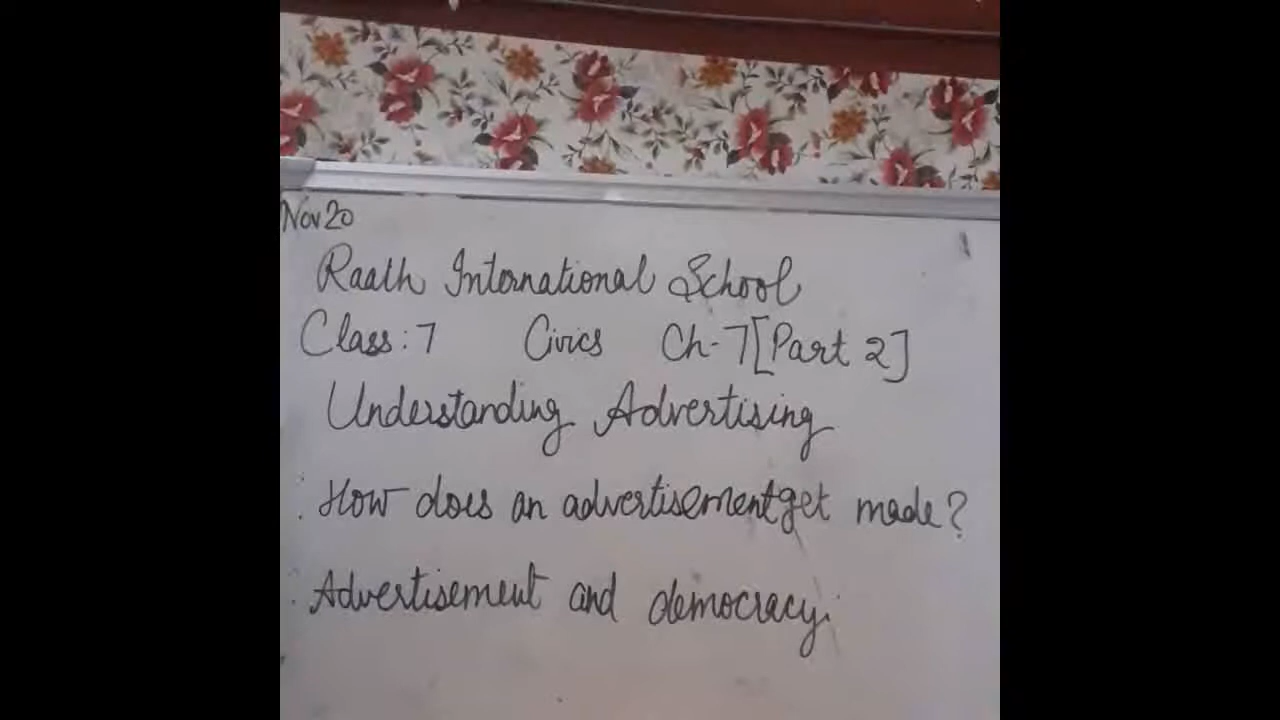 Nov 20
Raath International School
Class: 7 Civics Ch-7 [Part 2]
Understanding Advertising
: How does an advertisement get made?
: Advertisement and democracy.